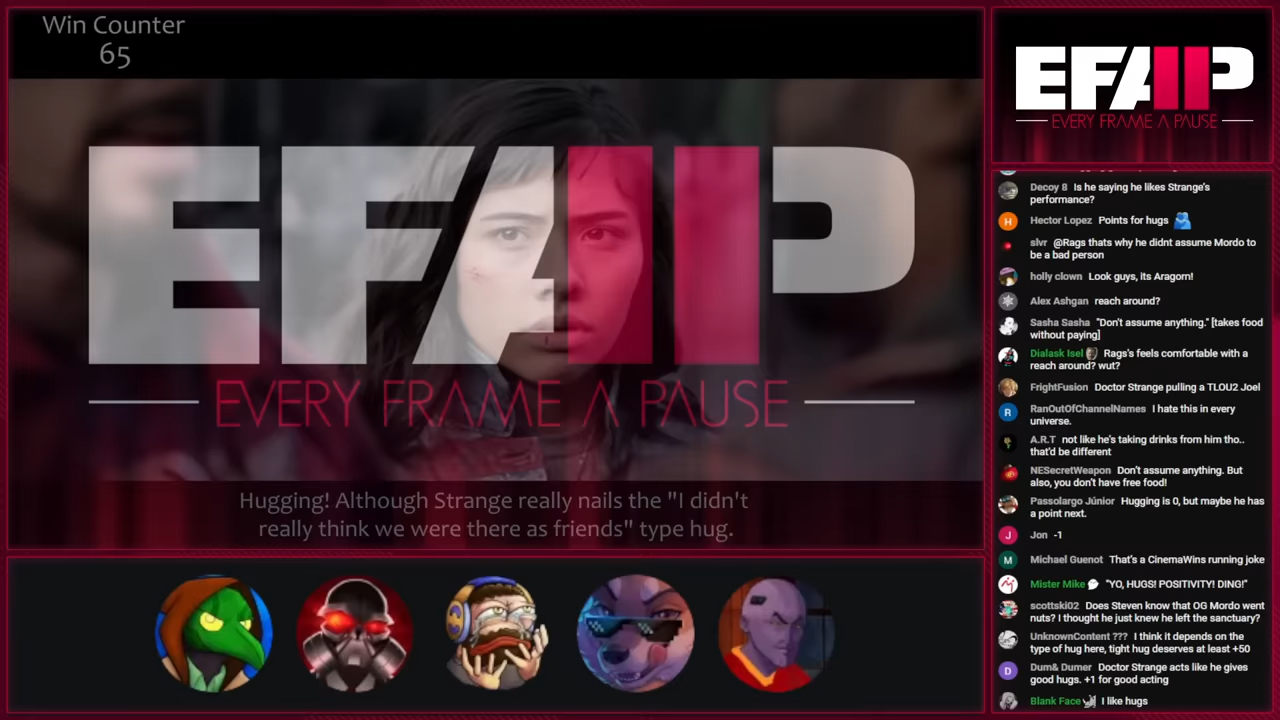 Win Counter
65
EFAP
EVERY FRAME A PAUSE
Hugging! Although Strange really nails the "I didn't
really think we were there as friends" type hug.
EFAP
EVERY FRAME A PAUSE
Decoy 8 Is he saying he likes Strange's
performance?
H
Hector Lopez Points for hugs
slvr @Rags thats why he didnt assume Mordo to
be a bad person
holly clown Look guys, its Aragorn!
Alex Ashgan reach around?
Sasha Sasha "Don't assume anything." [takes food
without paying]
Dialask Isel Rags's feels comfortable with a
reach around? wut?
FrightFusion Doctor Strange pulling a TLOU2 Joel
R
RanOutOfChannelNames I hate this in every
universe.
A.R.T not like he's taking drinks from him tho..
that'd be different
NESecretWeapon Don't assume anything. But
also, you don't have free food!
Passolargo Júnior Hugging is 0, but maybe he has
a point next.
J
Jon -1
M
Michael Guenot That's a CinemaWins running joke
Mister Mike "YO, HUGS! POSITIVITY! DING!"
scottski02 Does Steven know that OG Mordo went
nuts? I thought he just knew he left the sanctuary?
UnknownContent ??? I think it depends on the
type of hug here, tight hug deserves at least +50
D
Dum& Dumer Doctor Strange acts like he gives
good hugs. +1 for good acting
Blank Face I like hugs